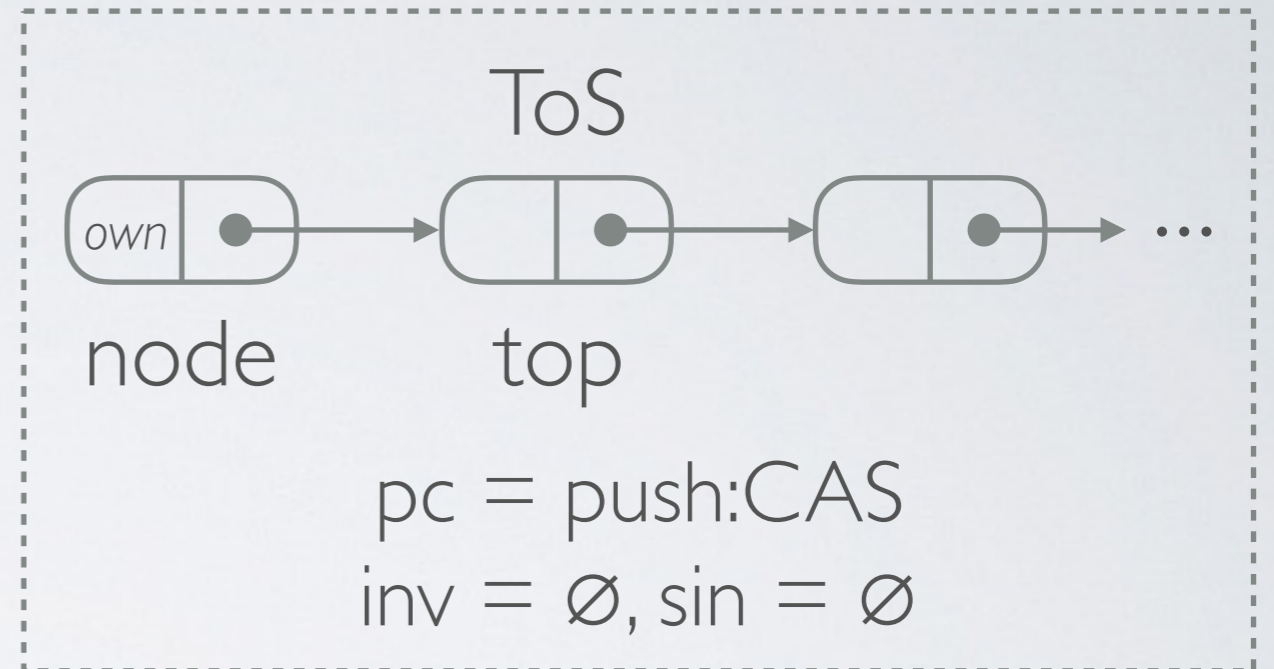 ToS
own
...
node top
pc = push:CAS
inv = Ø, sin = Ø